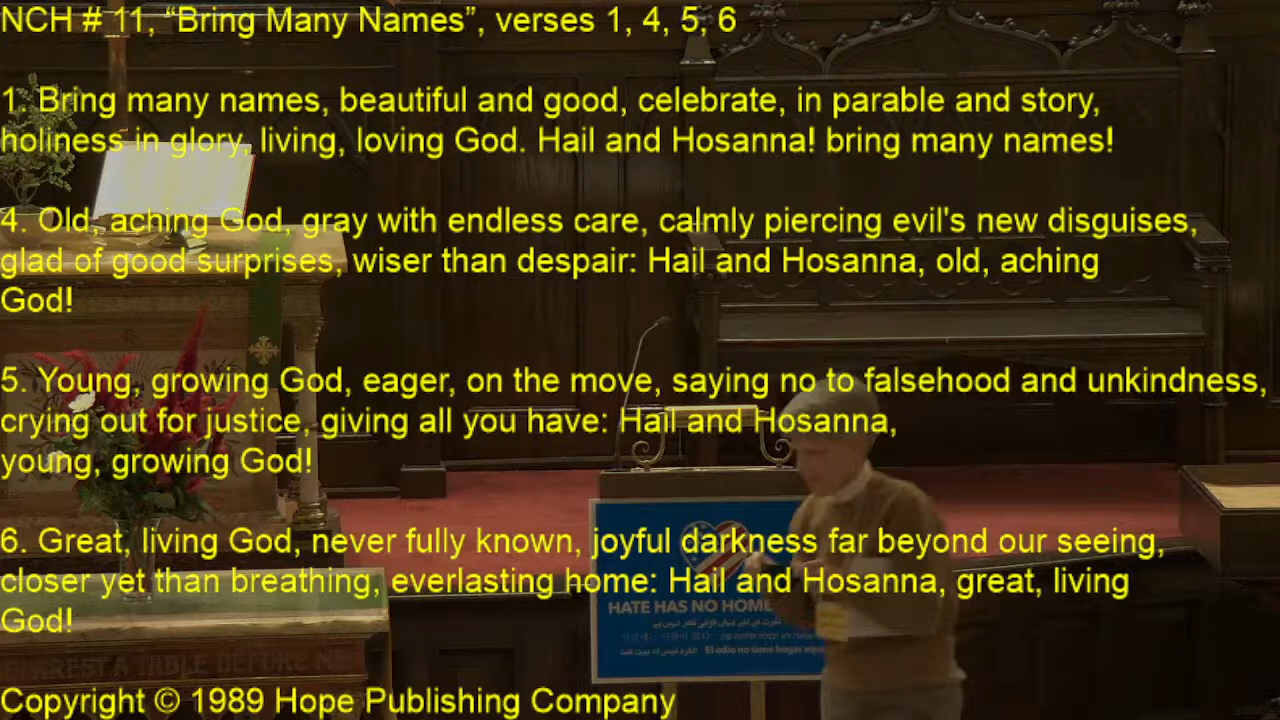 NCH # 11, “Bring Many Names”, verses 1, 4, 5, 6
1. Bring many names, beautiful and good, celebrate, in parable and story,
holiness in glory, living, loving God. Hail and Hosanna! bring many names!
4. Old, aching God, gray with endless care, calmly piercing evil's new disguises,
glad of good surprises, wiser than despair: Hail and Hosanna, old, aching
God!
5. Young, growing God, eager, on the move, saying no to falsehood and unkindness,
crying out for justice, giving all you have: Hail and Hosanna,
young, growing God!
6. Great, living God, never fully known, joyful darkness far beyond our seeing,
closer yet than breathing, everlasting home: Hail and Hosanna, great, living
God!
HATE HAS NO HOME
El odio no tiene hogar aquí
A TABLE BEFORE ME
Copyright © 1989 Hope Publishing Company